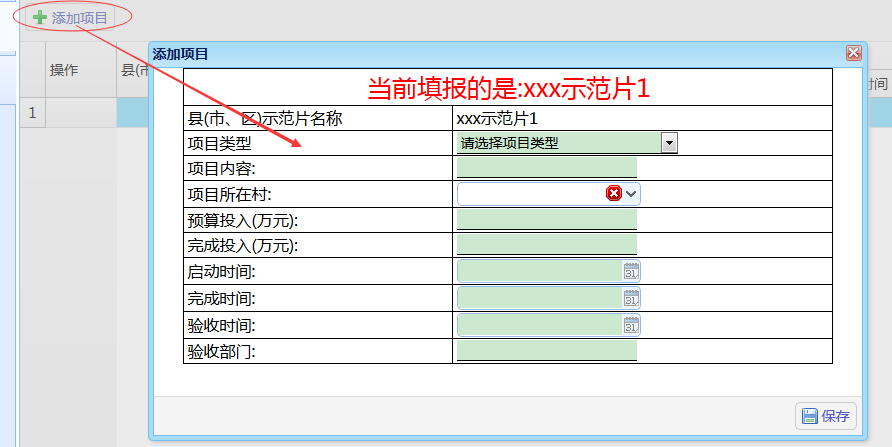 添加项目
操作
县(市
时间
1
添加项目
当前填报的是:xxx示范片1
县(市、区)示范片名称 xxx示范片1
项目类型 请选择项目类型
项目内容:
项目所在村:
预算投入(万元):
完成投入(万元):
启动时间: 31
完成时间: 31
验收时间: 31
验收部门:
保存